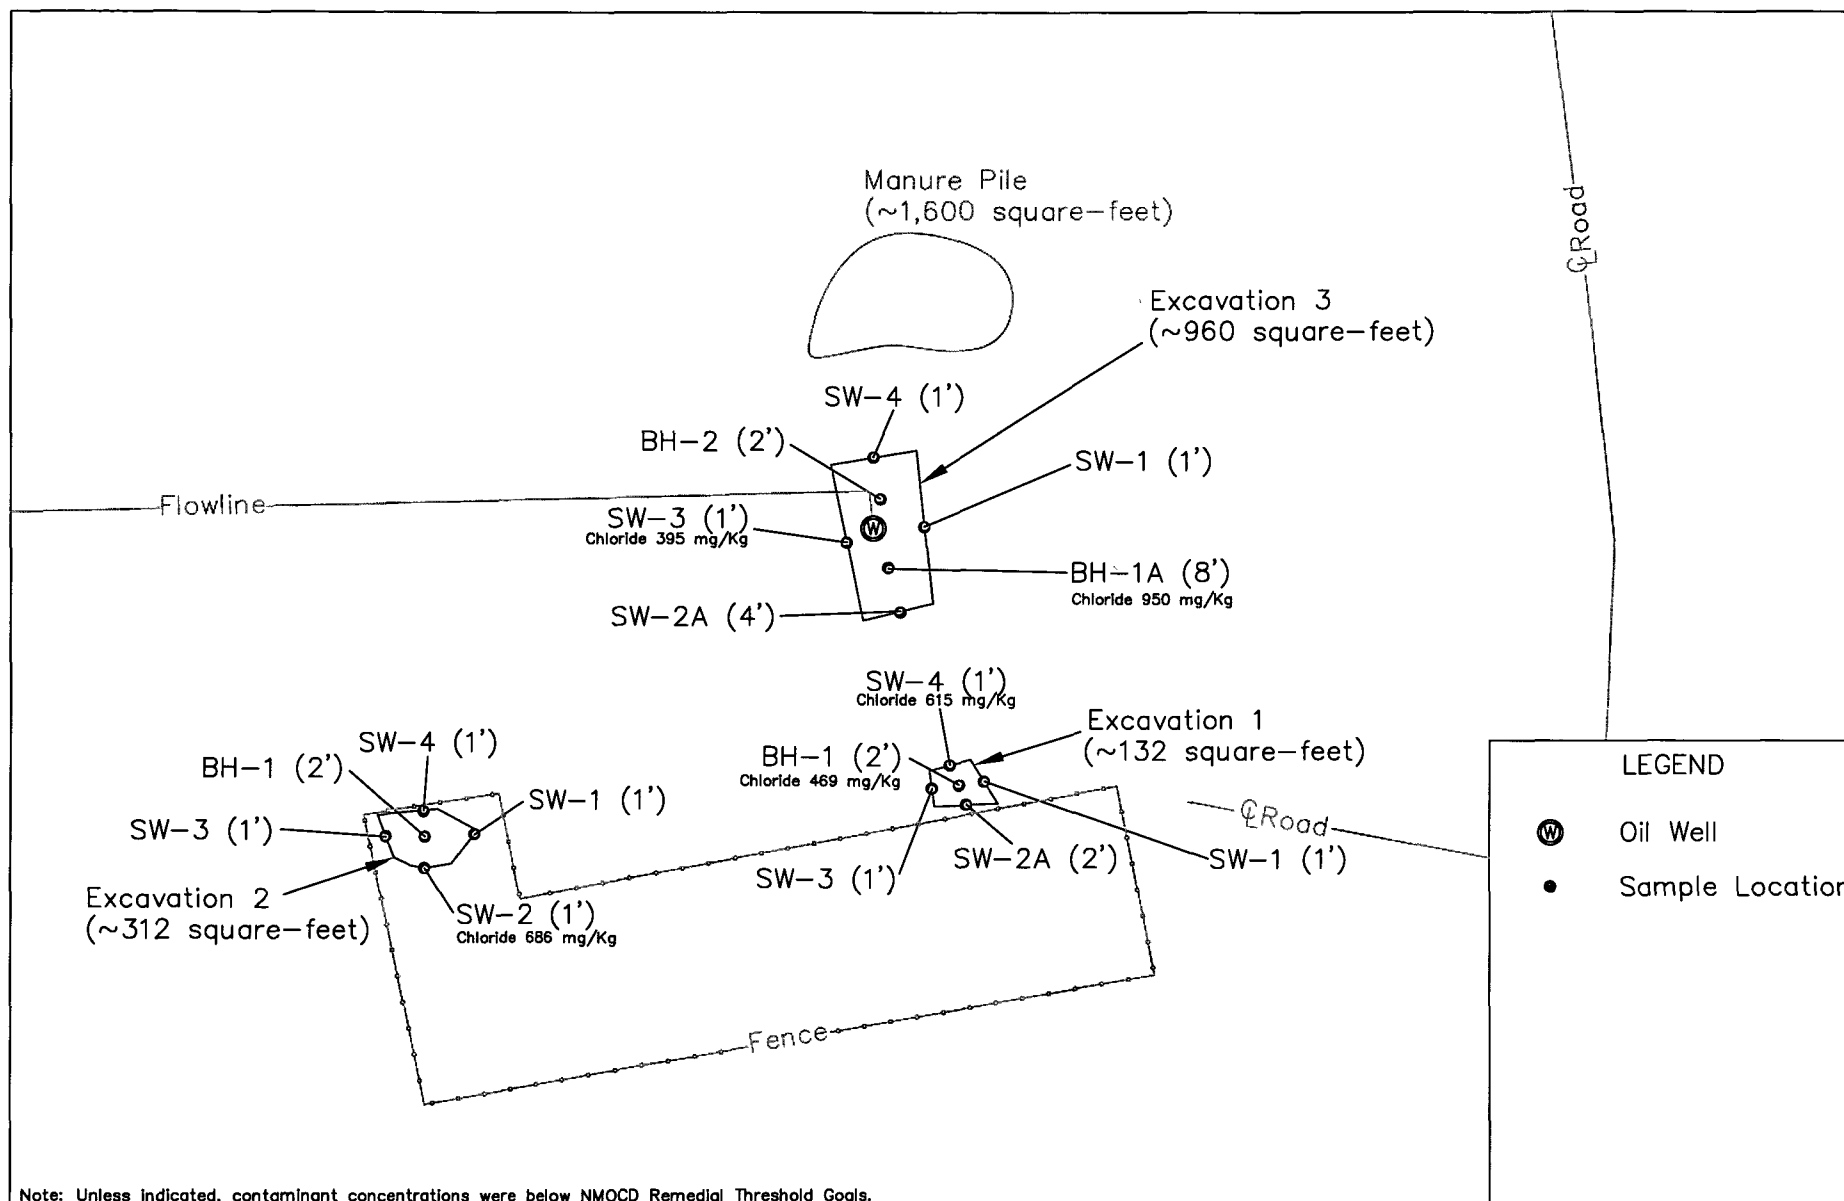 Manure Pile
(~1,600 square-feet)
℄ Road
Excavation 3
(~960 square-feet)
SW-4 (1')
BH-2 (2')
SW-1 (1')
Flowline
SW-3 (1')
Chloride 395 mg/Kg
W
BH-1A (8')
Chloride 950 mg/Kg
SW-2A (4')
SW-4 (1')
Chloride 615 mg/Kg
Excavation 1
(~132 square-feet)
BH-1 (2')
Chloride 469 mg/Kg
SW-4 (1')
BH-1 (2')
SW-1 (1')
SW-3 (1')
℄ Road
SW-2A (2')
SW-1 (1')
SW-3 (1')
Excavation 2
(~312 square-feet)
SW-2 (1')
Chloride 686 mg/Kg
Fence
LEGEND
W Oil Well
Sample Location
Note: Unless indicated, contaminant concentrations were below NMOCD Remedial Threshold Goals.